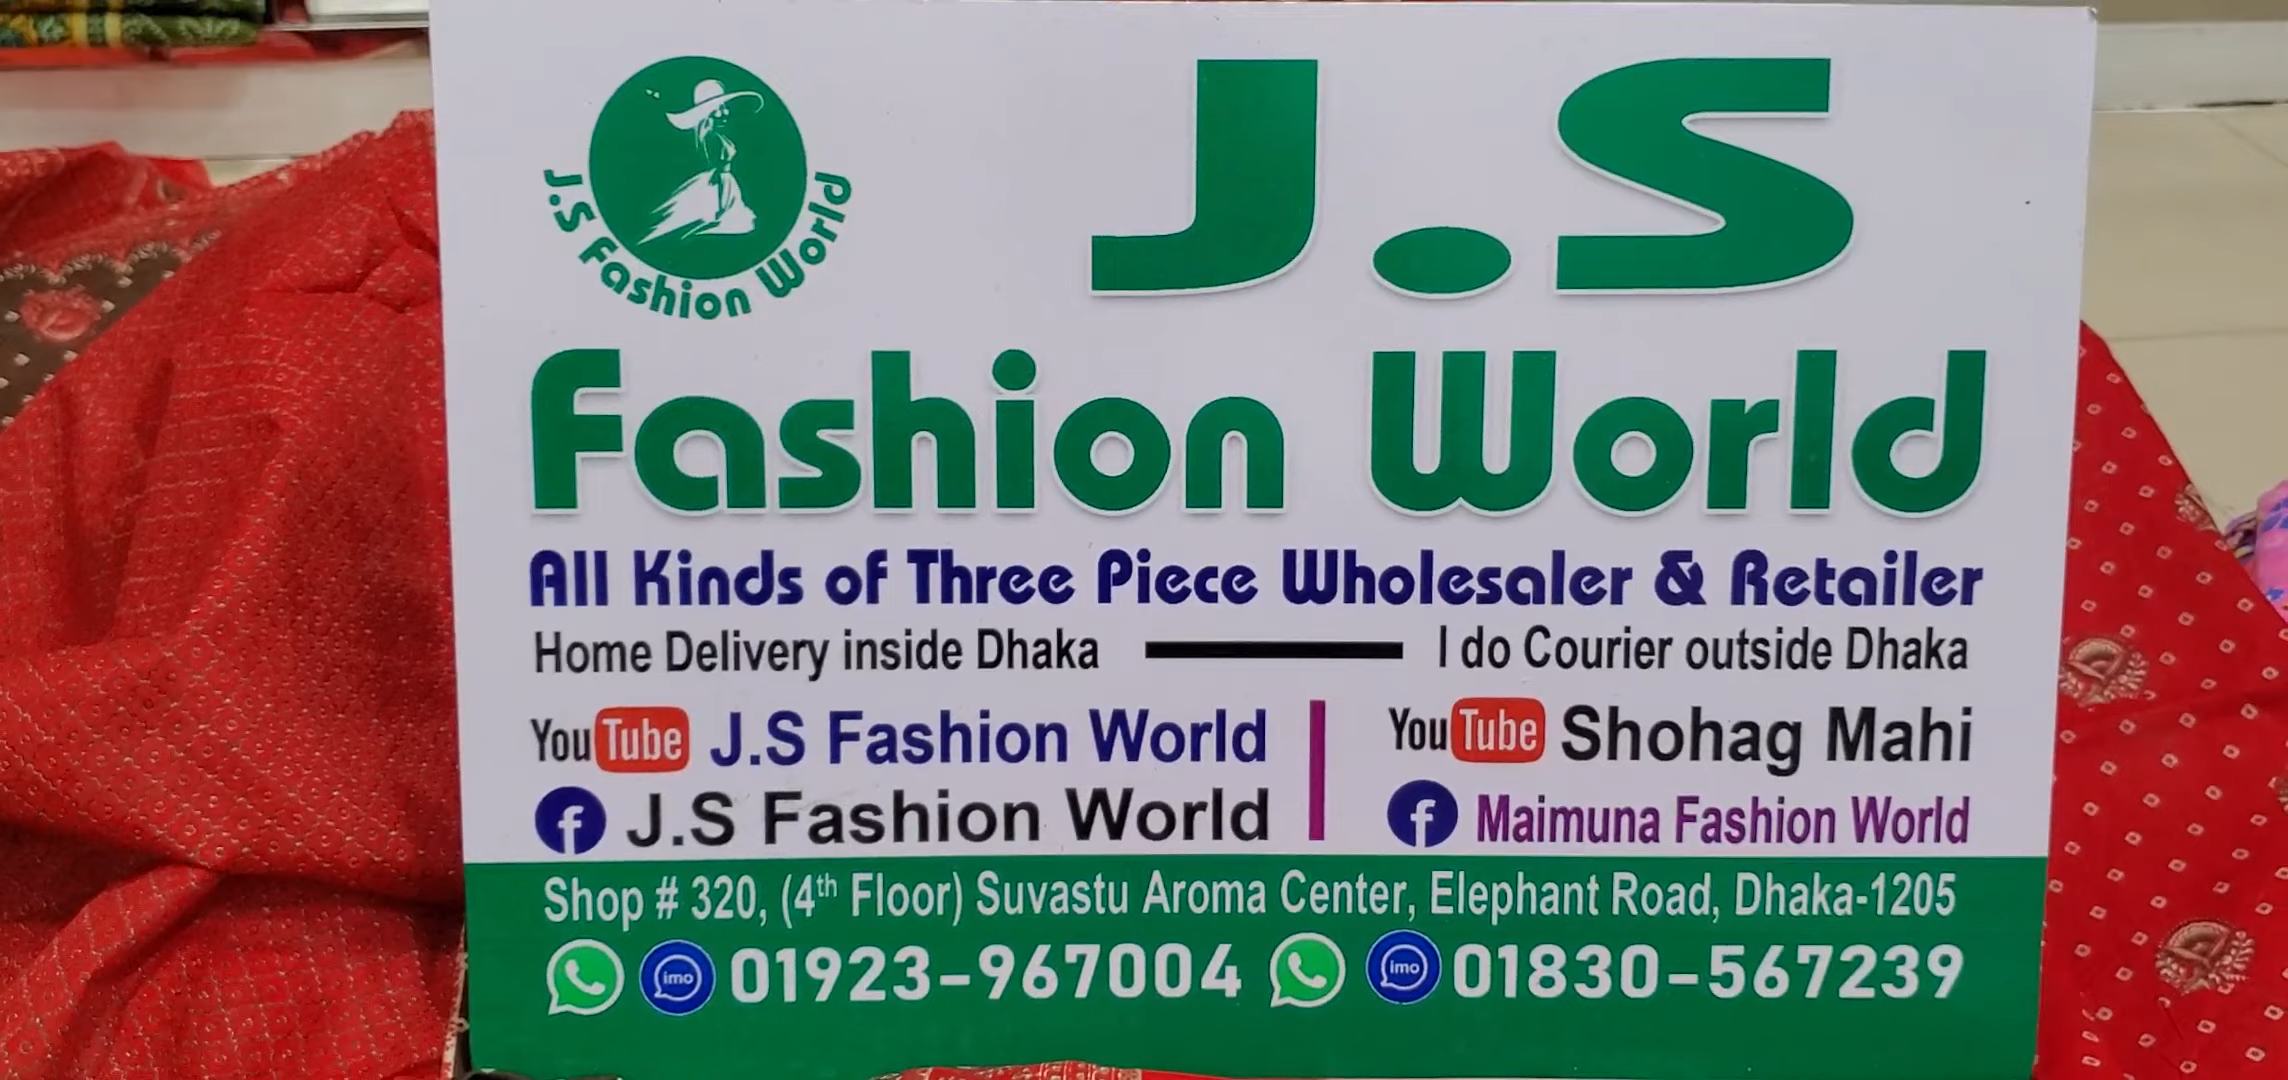 J.S Fashion World
J.S
Fashion World
All Kinds of Three Piece Wholesaler & Retailer
Home Delivery inside Dhaka I do Courier outside Dhaka
YouTube J.S Fashion World
J.S Fashion World
YouTube Shohag Mahi
Maimuna Fashion World
Shop # 320, (4th Floor) Suvastu Aroma Center, Elephant Road, Dhaka-1205
imo 01923-967004 imo 01830-567239